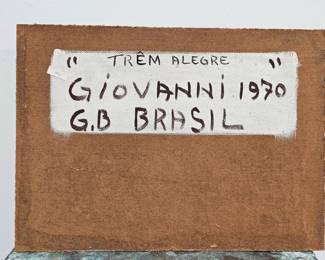 " TRÊM ALEGRE "
GiOVANNi 1970
G.B BRASIL